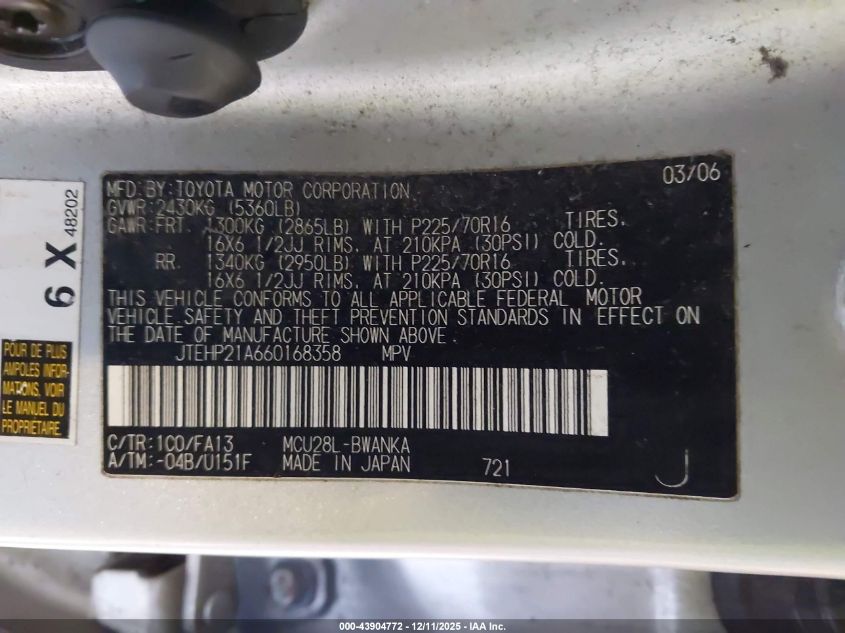 6 X 48202
POUR DE PLUS
AMPOLES INFOR-
MATIONS, VOIR
LE MANUEL DU
PROPRIÉTAIRE.
03/06
MFD BY: TOYOTA MOTOR CORPORATION
GVWR: 2430KG (5360LB)
GAWR: FRT. 1300KG (2865LB) WITH P225/70R16 TIRES.
16X6 1/2JJ RIMS. AT 210KPA (30PSI) COLD.
RR. 1340KG (2950LB) WITH P225/70R16 TIRES.
16X6 1/2JJ RIMS. AT 210KPA (30PSI) COLD.
THIS VEHICLE CONFORMS TO ALL APPLICABLE FEDERAL MOTOR
VEHICLE SAFETY AND THEFT PREVENTION STANDARDS IN EFFECT ON
THE DATE OF MANUFACTURE SHOWN ABOVE.
JTEHP21A660168358 MPV
C/TR: 1C0/FA13 MCU28L-BWANKA
A/TM: -04B/U151F MADE IN JAPAN 721 J
000-43904772 - 12/11/2025 - IAA Inc.